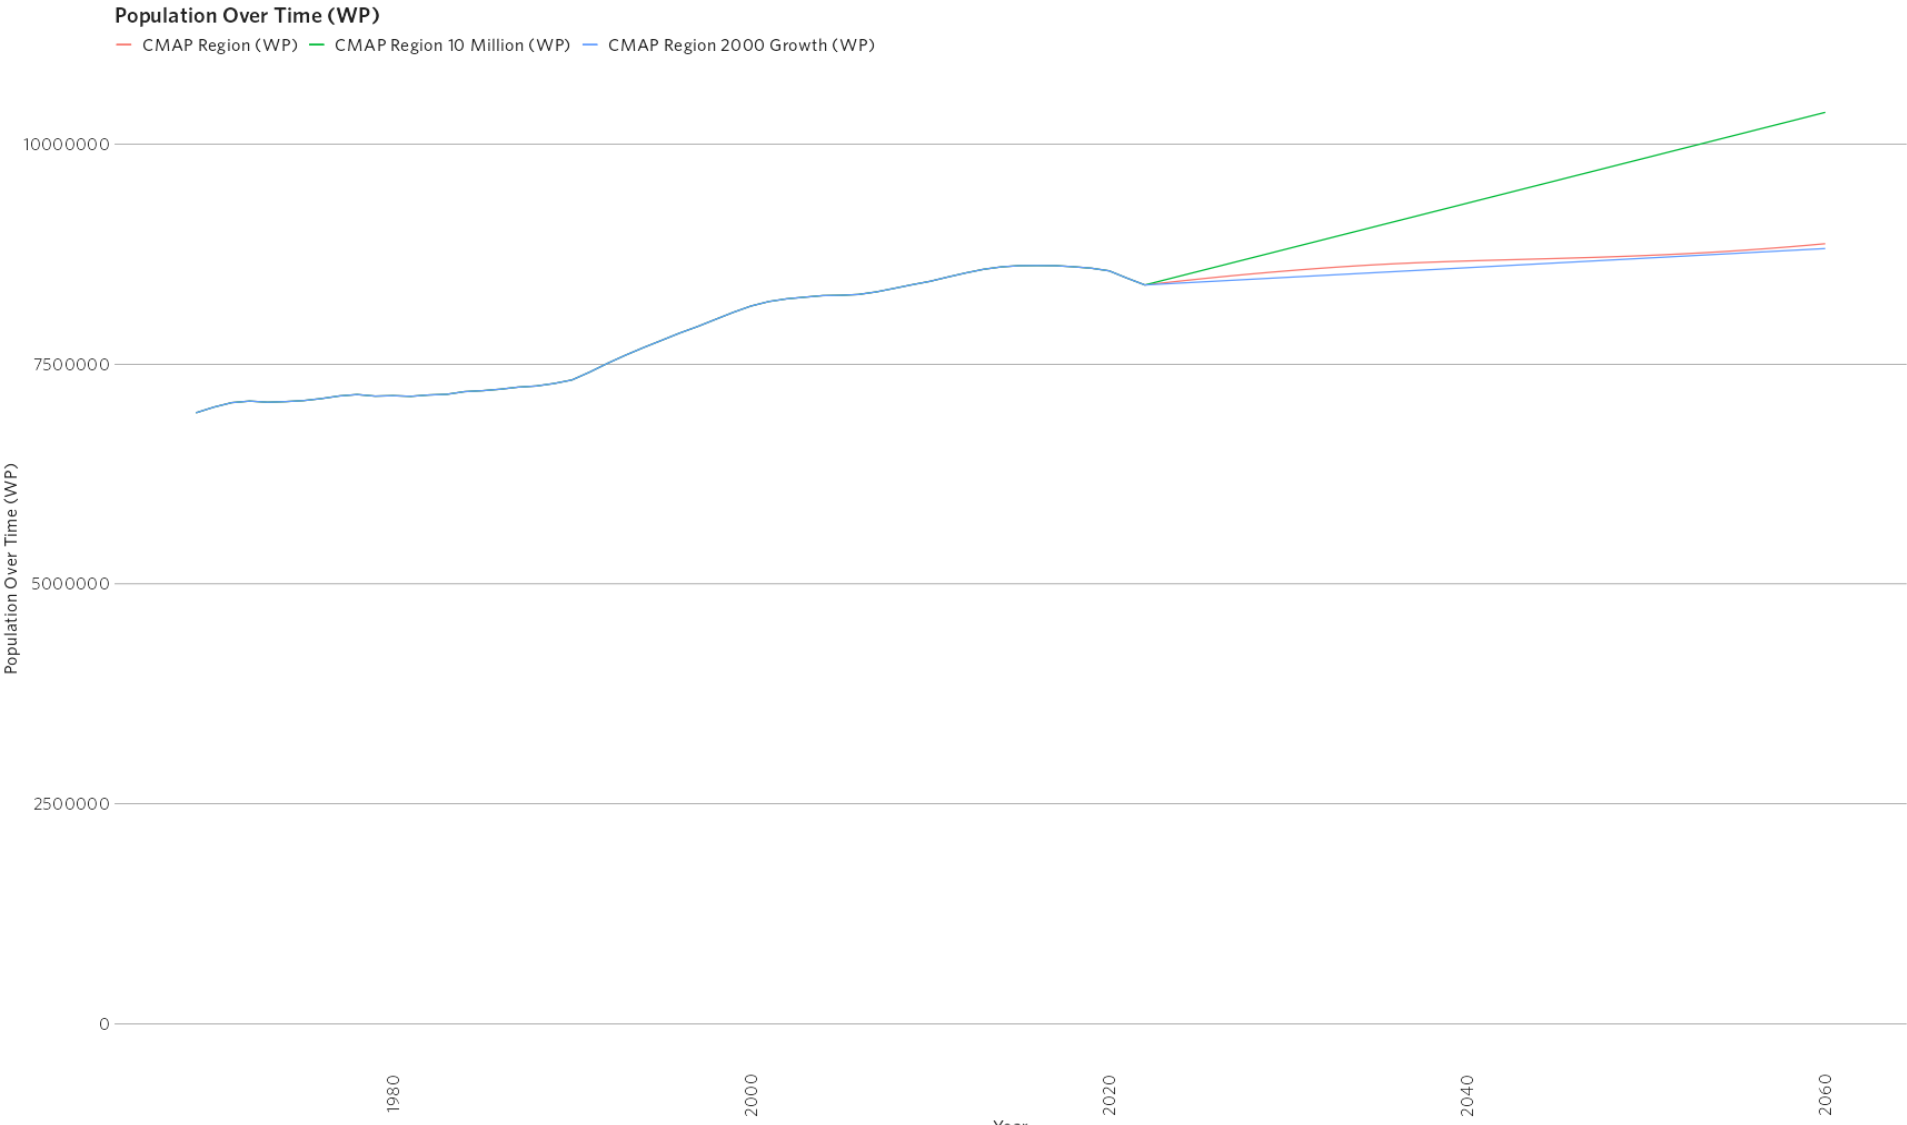 Population Over Time (WP)
CMAP Region (WP) CMAP Region 10 Million (WP) CMAP Region 2000 Growth (WP)
10000000
7500000
5000000
2500000
0
Population Over Time (WP)
1980 2000 2020 2040 2060
Year